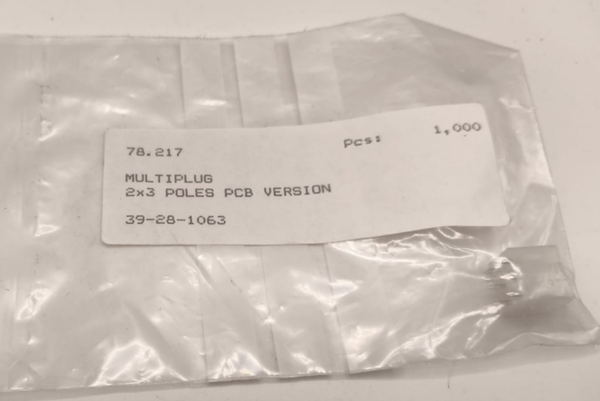 78.217 Pcs: 1,000
MULTIPLUG
2x3 POLES PCB VERSION
39-28-1063